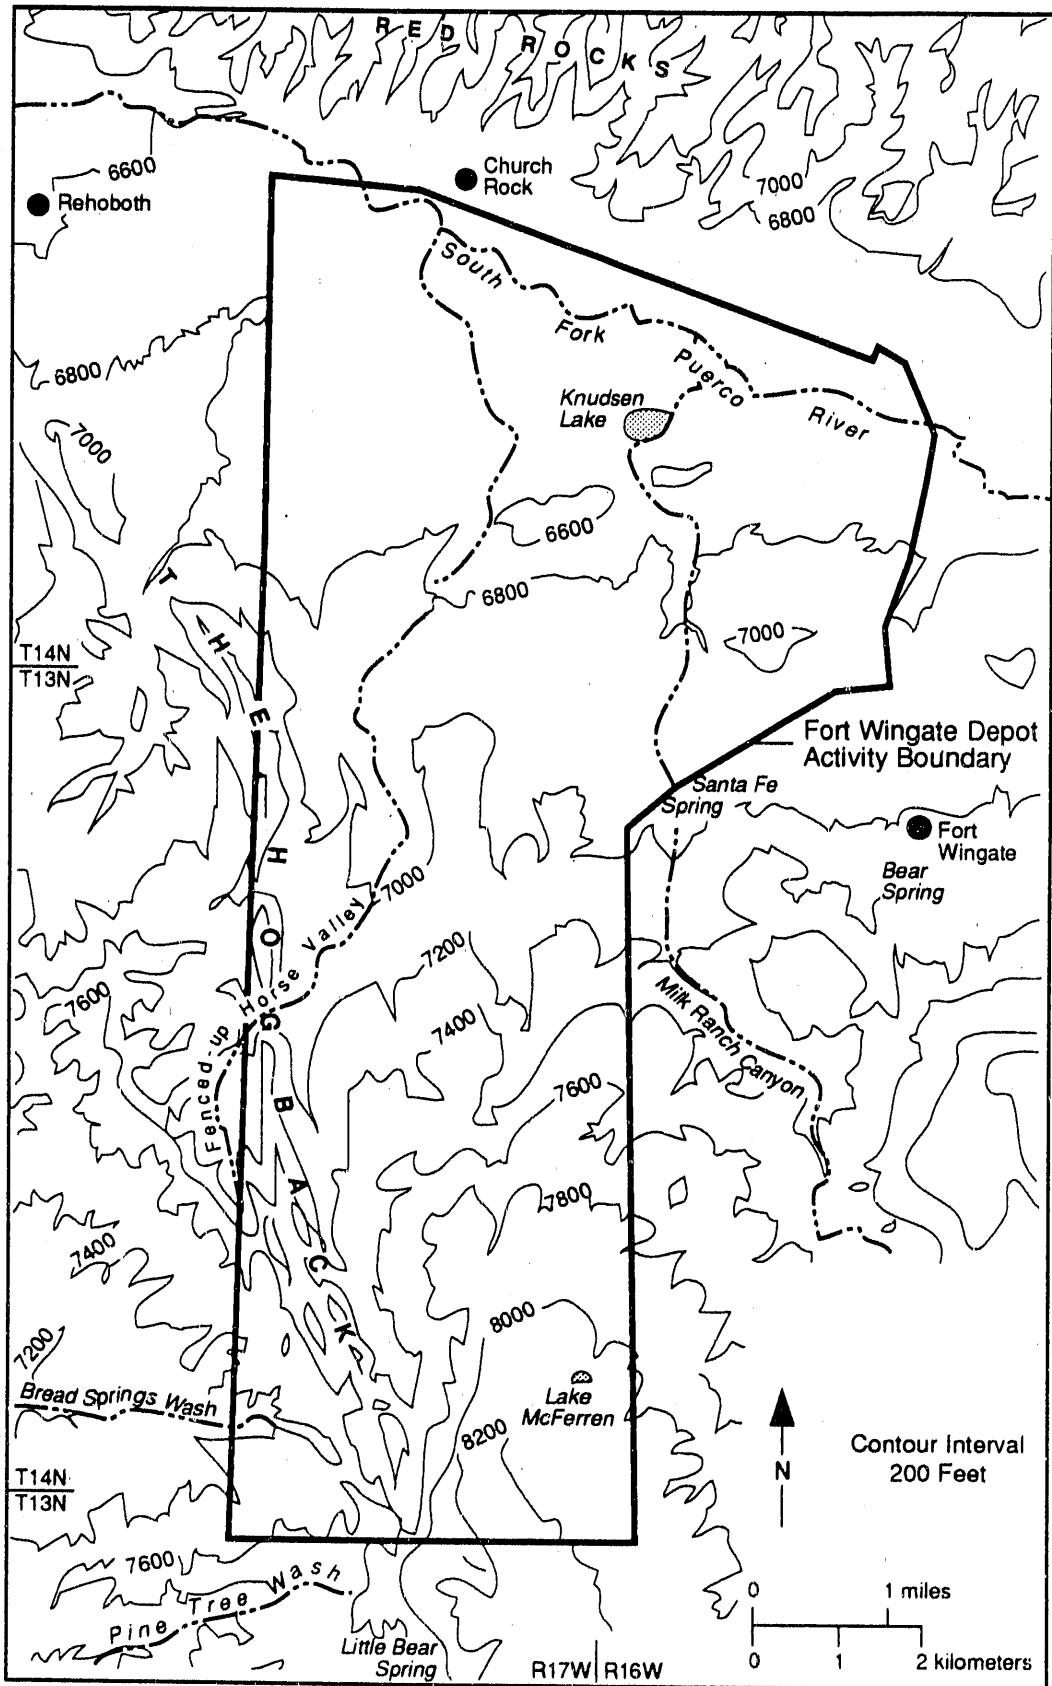 RED ROCKS
Church
Rock
6600
7000
6800
Rehoboth
South
Fork
Puerco
River
6800
Knudsen
Lake
7000
6600
THE HOGBACK
6800
7000
T14N
T13N
Fort Wingate Depot
Activity Boundary
Santa Fe
Spring
Fort
Wingate
Bear
Spring
7000
Fenced-up Horse Valley
7200
7600
Milk Ranch Canyon
7400
7600
7800
7400
8000
7200
Bread Springs Wash
Lake
McFerren
8200
Contour Interval
200 Feet
N
T14N
T13N
7600
Pine Tree Wash
0 1 miles
0 1 2 kilometers
Little Bear
Spring
R17W R16W